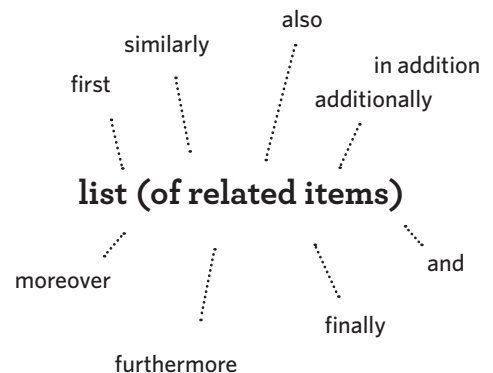 also
similarly
in addition
first
additionally
list (of related items)
and
moreover
finally
furthermore